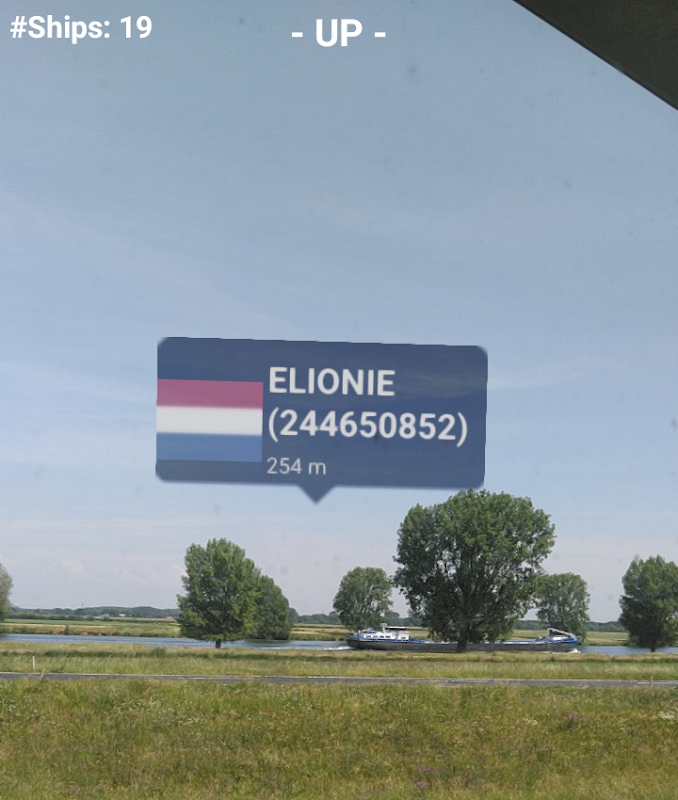 #Ships: 19
- UP -
ELIONIE
(244650852)
254 m